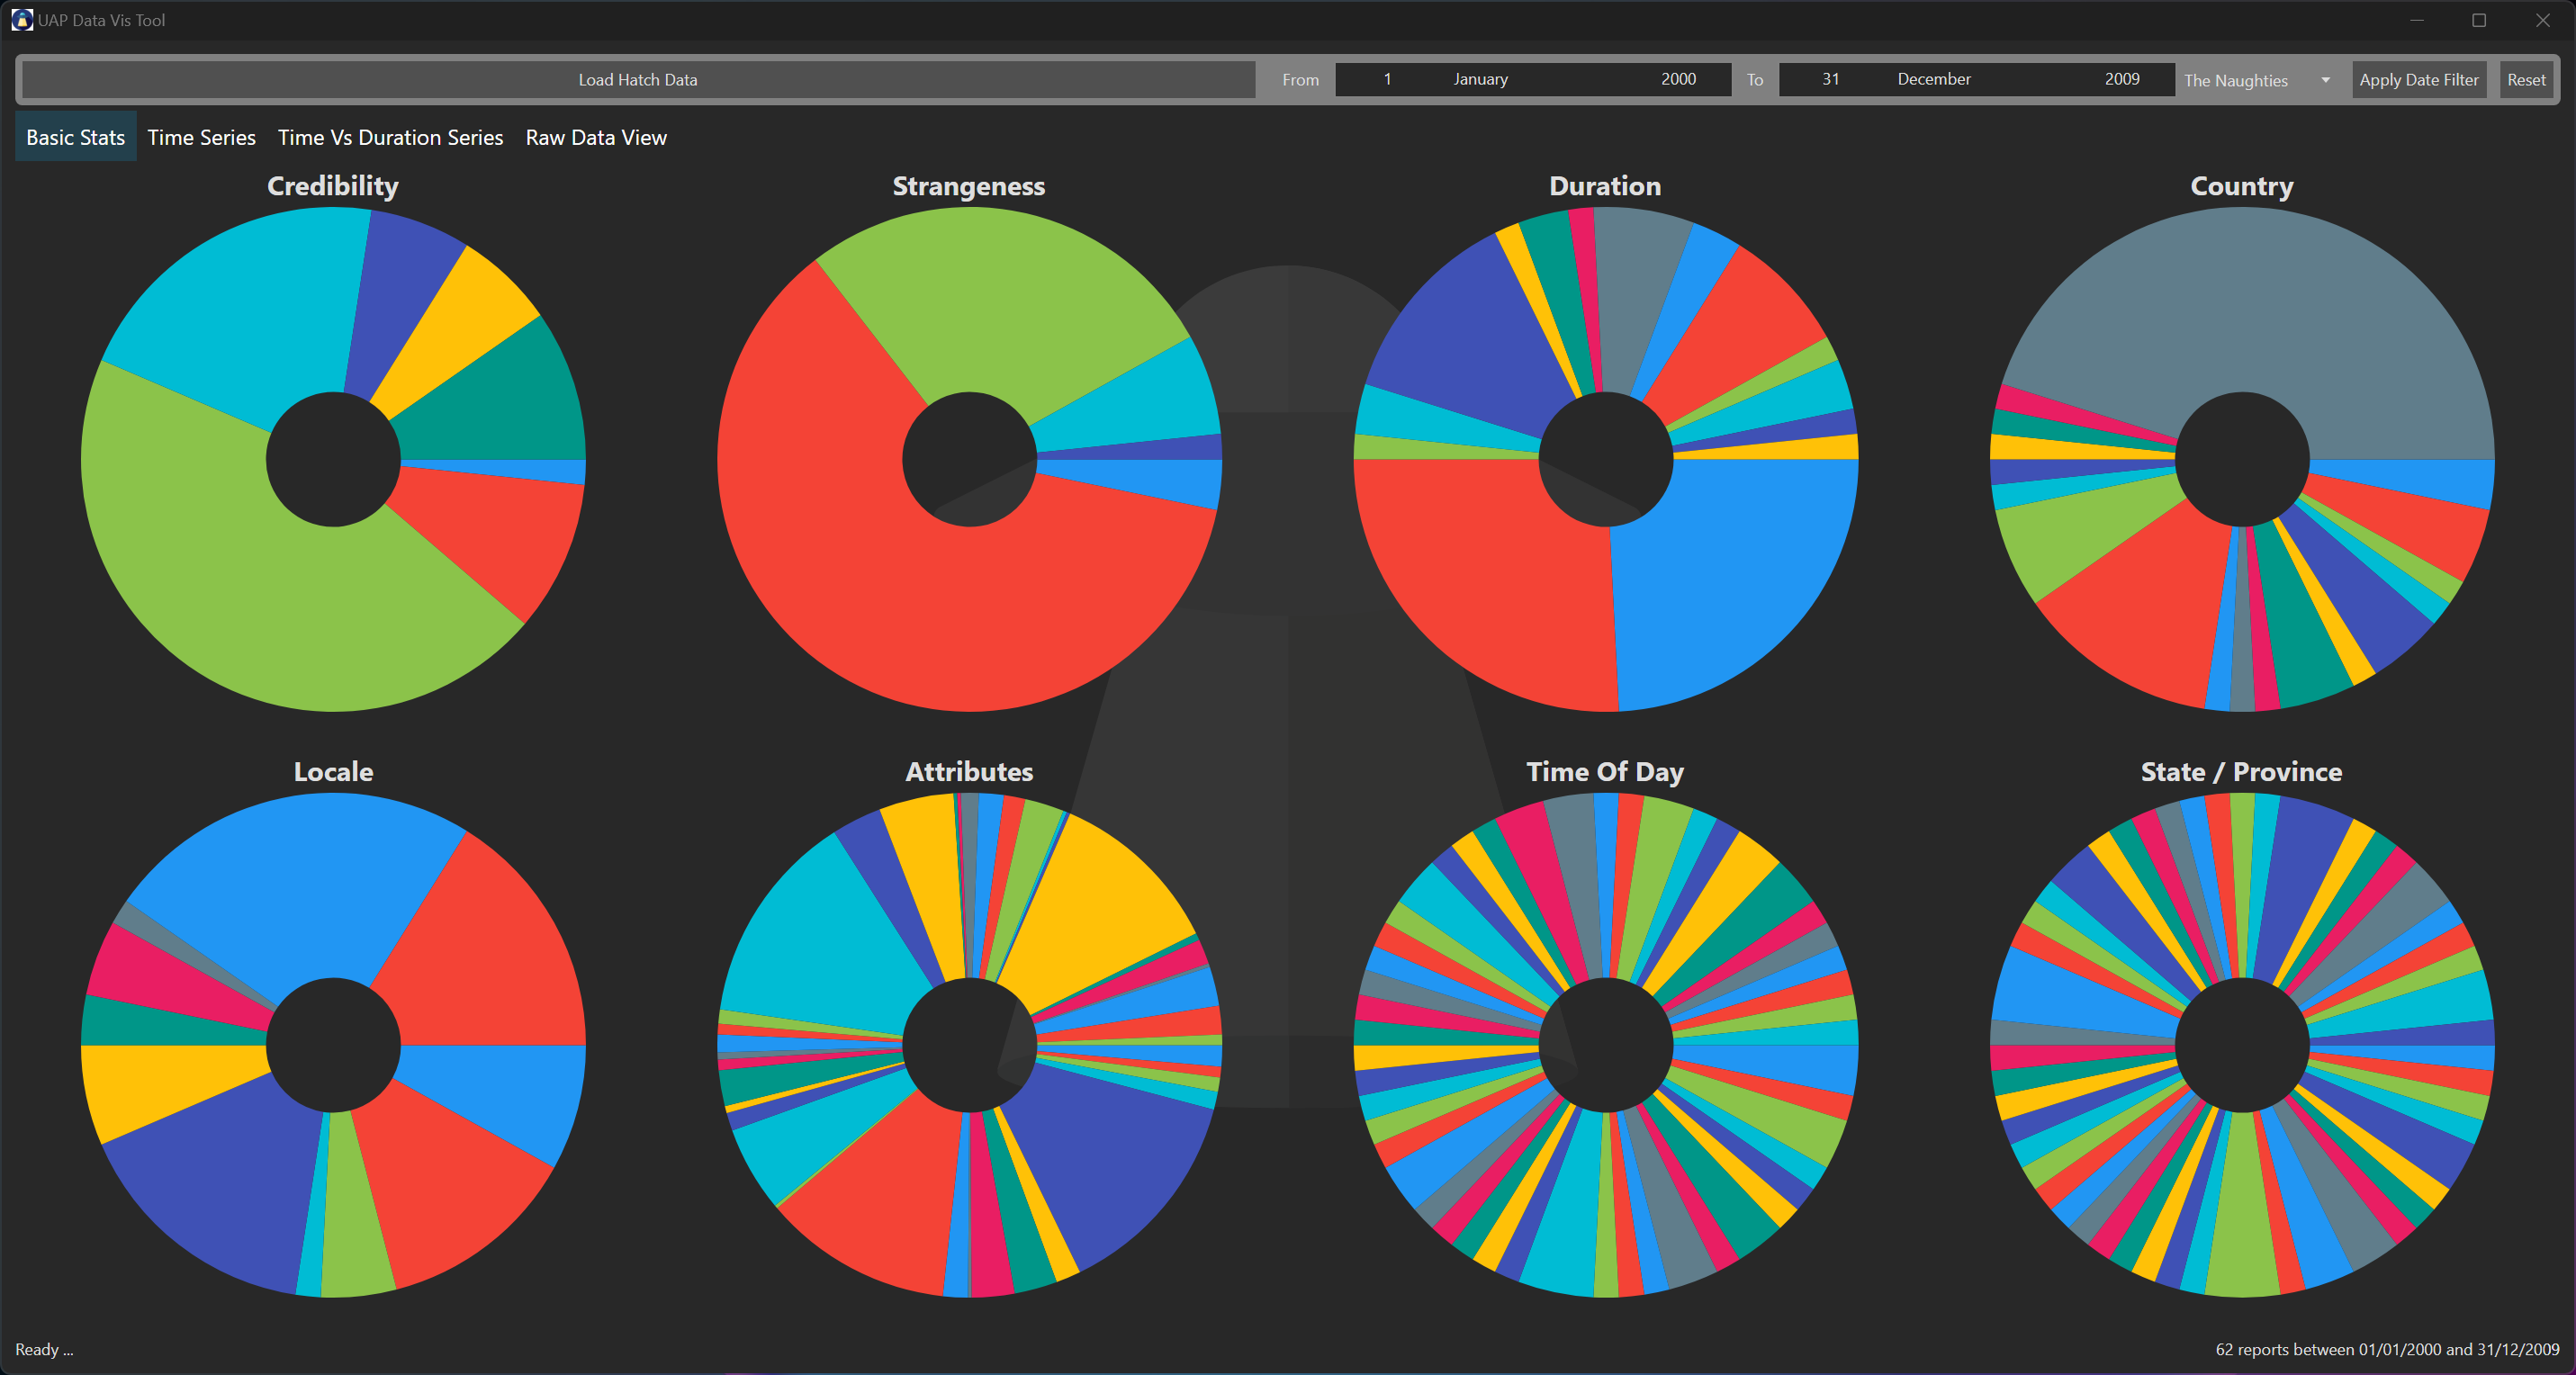 UAP Data Vis Tool
Load Hatch Data From 1 January 2000 To 31 December 2009 The Naughties Apply Date Filter Reset
Basic Stats Time Series Time Vs Duration Series Raw Data View
Credibility Strangeness Duration Country
Locale Attributes Time Of Day State / Province
Ready ... 62 reports between 01/01/2000 and 31/12/2009